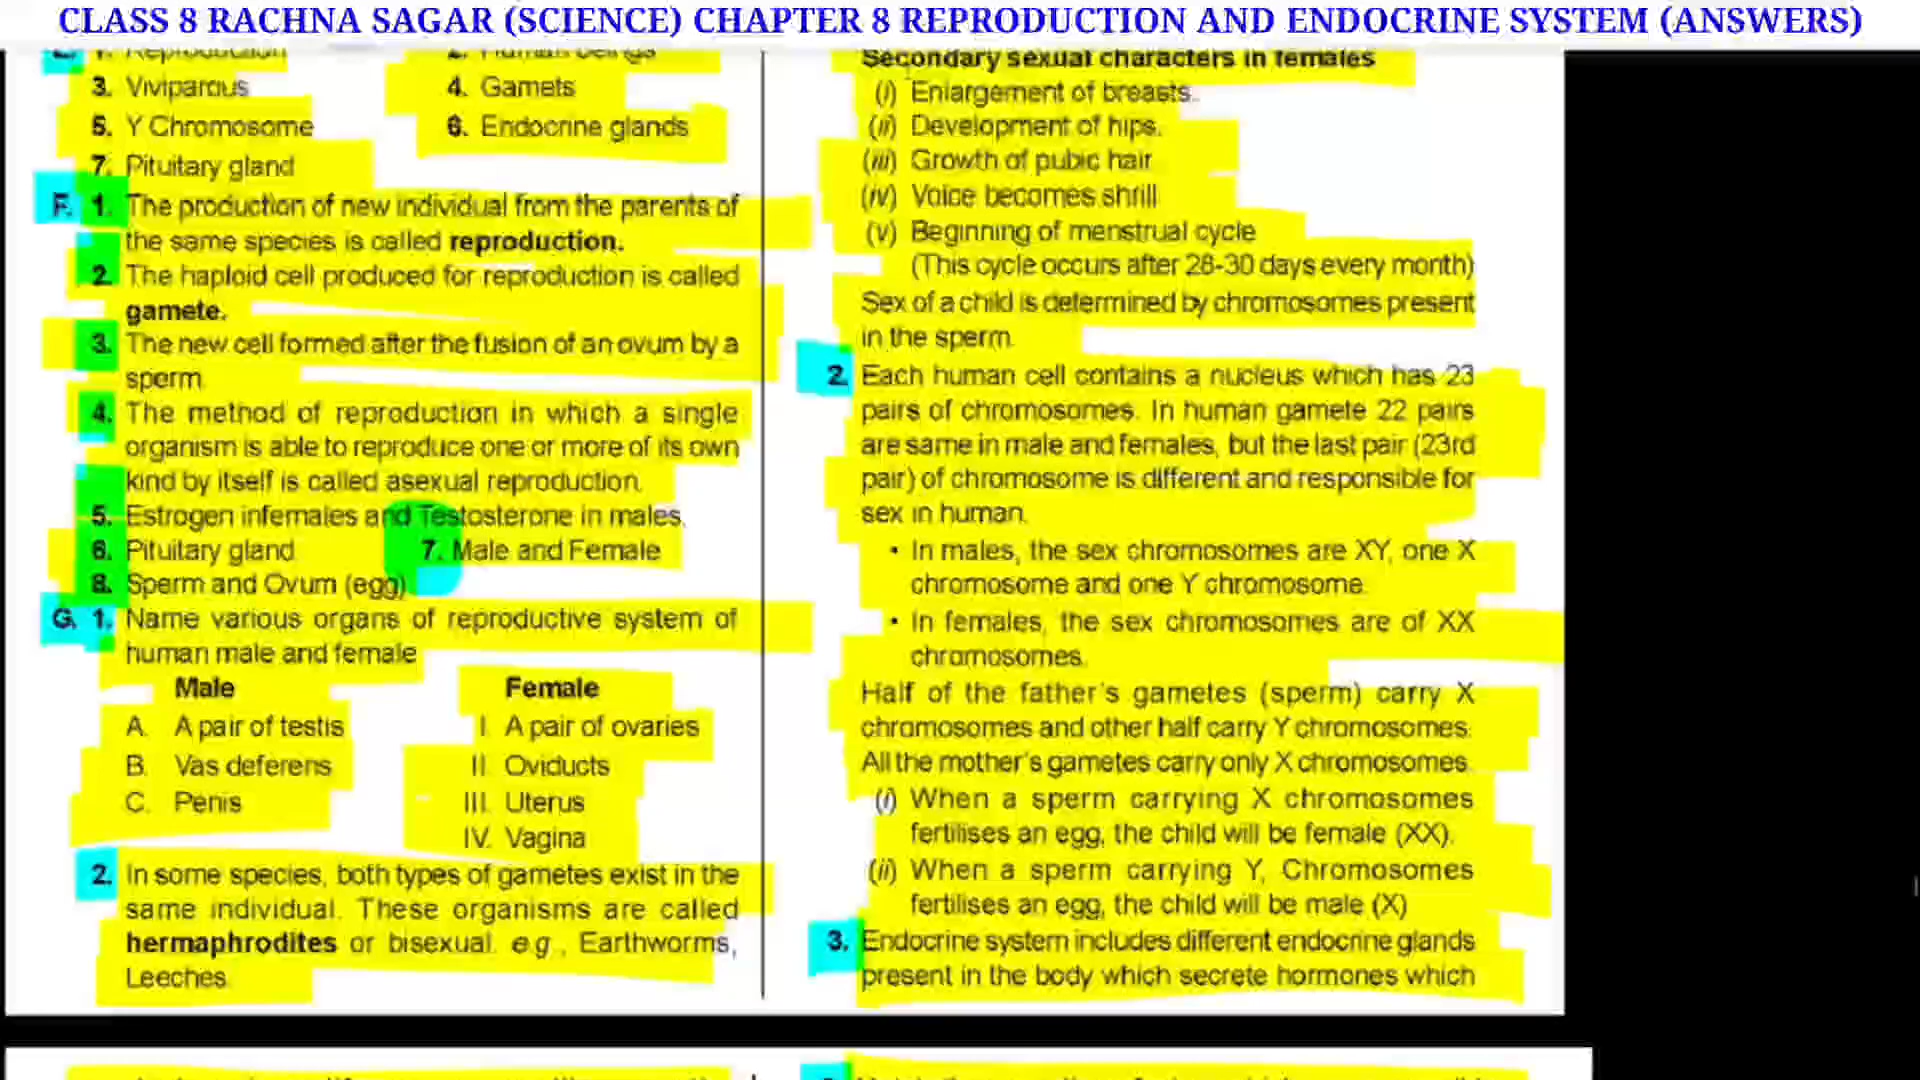 CLASS 8 RACHNA SAGAR (SCIENCE) CHAPTER 8 REPRODUCTION AND ENDOCRINE SYSTEM (ANSWERS)
E. 1. Reproduction 2. Human beings
3. Viviparous 4. Gamets
5. Y Chromosome 6. Endocrine glands
7. Pituitary gland
F. 1. The production of new individual from the parents of
the same species is called reproduction.
2. The haploid cell produced for reproduction is called
gamete.
3. The new cell formed after the fusion of an ovum by a
sperm.
4. The method of reproduction in which a single
organism is able to reproduce one or more of its own
kind by itself is called asexual reproduction.
5. Estrogen infemales and Testosterone in males.
6. Pituitary gland 7. Male and Female
8. Sperm and Ovum (egg)
G. 1. Name various organs of reproductive system of
human male and female
Male Female
A. A pair of testis I. A pair of ovaries
B. Vas deferens II. Oviducts
C. Penis III. Uterus
IV. Vagina
2. In some species, both types of gametes exist in the
same individual. These organisms are called
hermaphrodites or bisexual. e.g., Earthworms,
Leeches.
Secondary sexual characters in females
(i) Enlargement of breasts.
(ii) Development of hips.
(iii) Growth of pubic hair
(iv) Voice becomes shrill
(v) Beginning of menstrual cycle
(This cycle occurs after 28-30 days every month)
Sex of a child is determined by chromosomes present
in the sperm.
2. Each human cell contains a nucleus which has 23
pairs of chromosomes. In human gamete 22 pairs
are same in male and females, but the last pair (23rd
pair) of chromosome is different and responsible for
sex in human.
• In males, the sex chromosomes are XY, one X
chromosome and one Y chromosome.
• In females, the sex chromosomes are of XX
chromosomes.
Half of the father's gametes (sperm) carry X
chromosomes and other half carry Y chromosomes.
All the mother's gametes carry only X chromosomes.
(i) When a sperm carrying X chromosomes
fertilises an egg, the child will be female (XX).
(ii) When a sperm carrying Y, Chromosomes
fertilises an egg, the child will be male (X)
3. Endocrine system includes different endocrine glands
present in the body which secrete hormones which